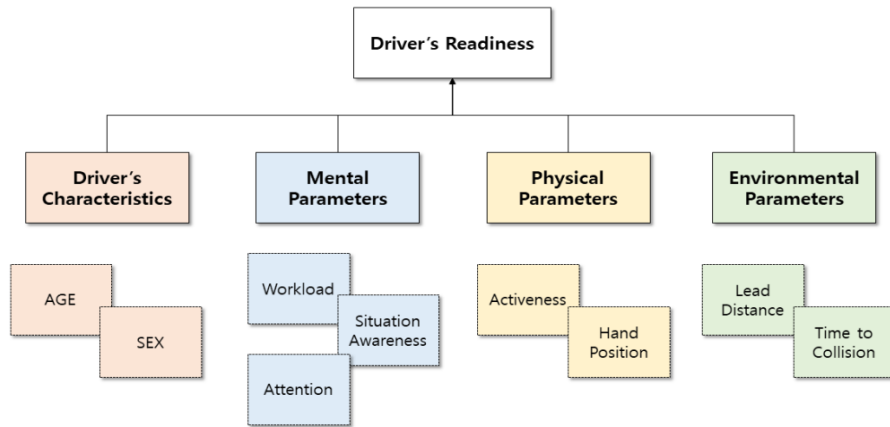 Driver's Readiness
Driver's
Characteristics
Mental
Parameters
Physical
Parameters
Environmental
Parameters
AGE
SEX
Workload
Situation
Awareness
Attention
Activeness
Hand
Position
Lead
Distance
Time to
Collision